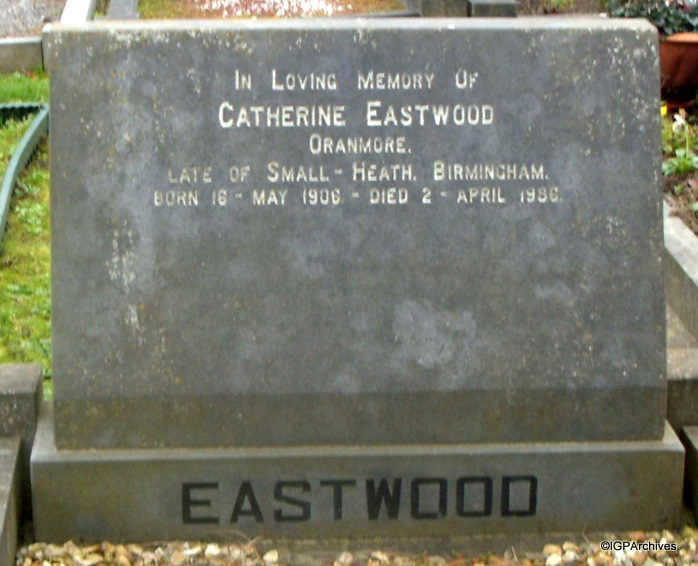 In Loving Memory Of
Catherine Eastwood
Oranmore.
Late of Small - Heath, Birmingham.
Born 16 - May 1906 - Died 2 - April 1986.
EASTWOOD
©IGPArchives